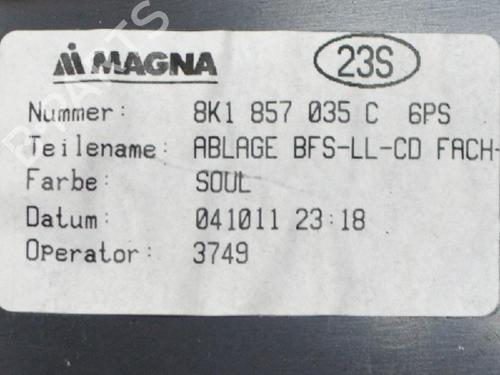 MAGNA 23S
Nummer: 8K1 857 035 C 6PS
Teilename: ABLAGE BFS-LL-CD FACH-
Farbe: SOUL
Datum: 041011 23:18
Operator: 3749
B-PARTS